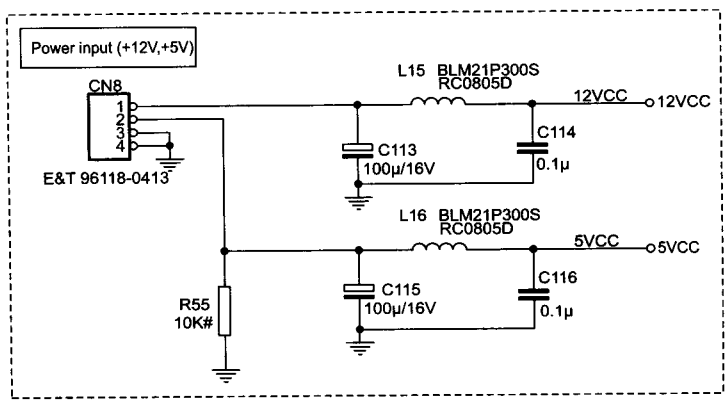 Power input (+12V,+5V)
CN8
1
2
3
4
E&T 96118-0413
L15 BLM21P300S
RC0805D
12VCC
12VCC
C113
100μ/16V
C114
0.1μ
L16 BLM21P300S
RC0805D
5VCC
5VCC
R55
10K#
C115
100μ/16V
C116
0.1μ